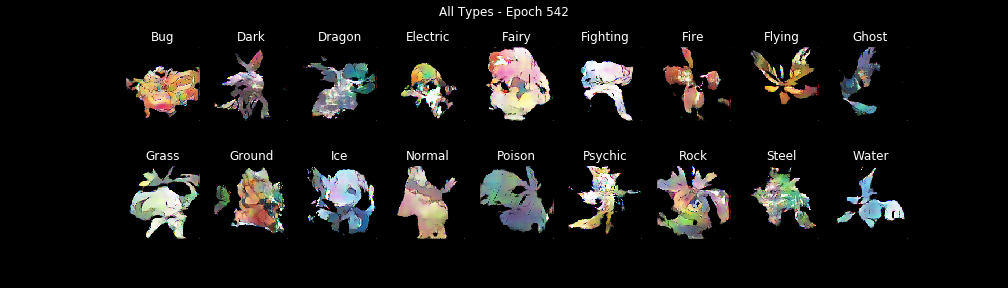 All Types - Epoch 542
Bug Dark Dragon Electric Fairy Fighting Fire Flying Ghost
Grass Ground Ice Normal Poison Psychic Rock Steel Water